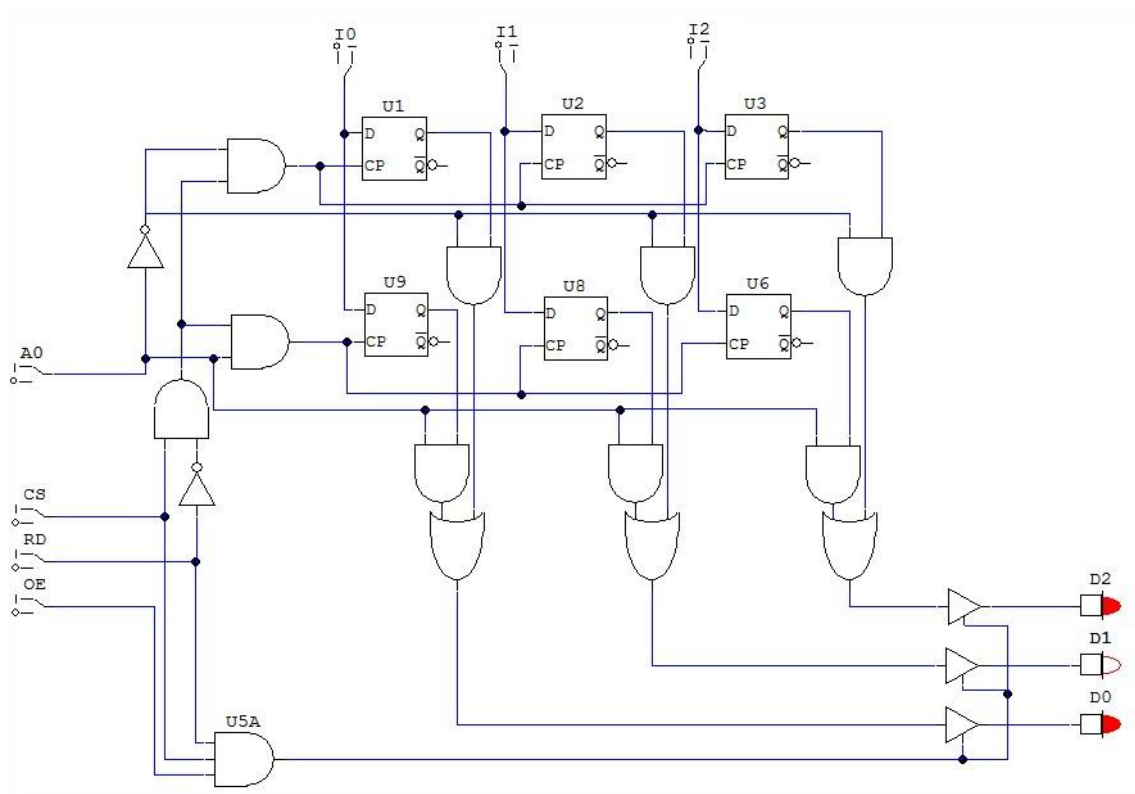 I0
I1
I2
U1
D Q
CP Q
U2
D Q
CP Q
U3
D Q
CP Q
U9
D Q
CP Q
U8
D Q
CP Q
U6
D Q
CP Q
A0
CS
RD
OE
D2
D1
D0
U5A